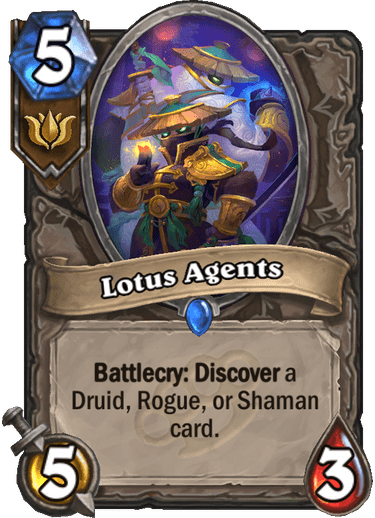 5
Lotus Agents
Battlecry: Discover a
Druid, Rogue, or Shaman
card.
5
3